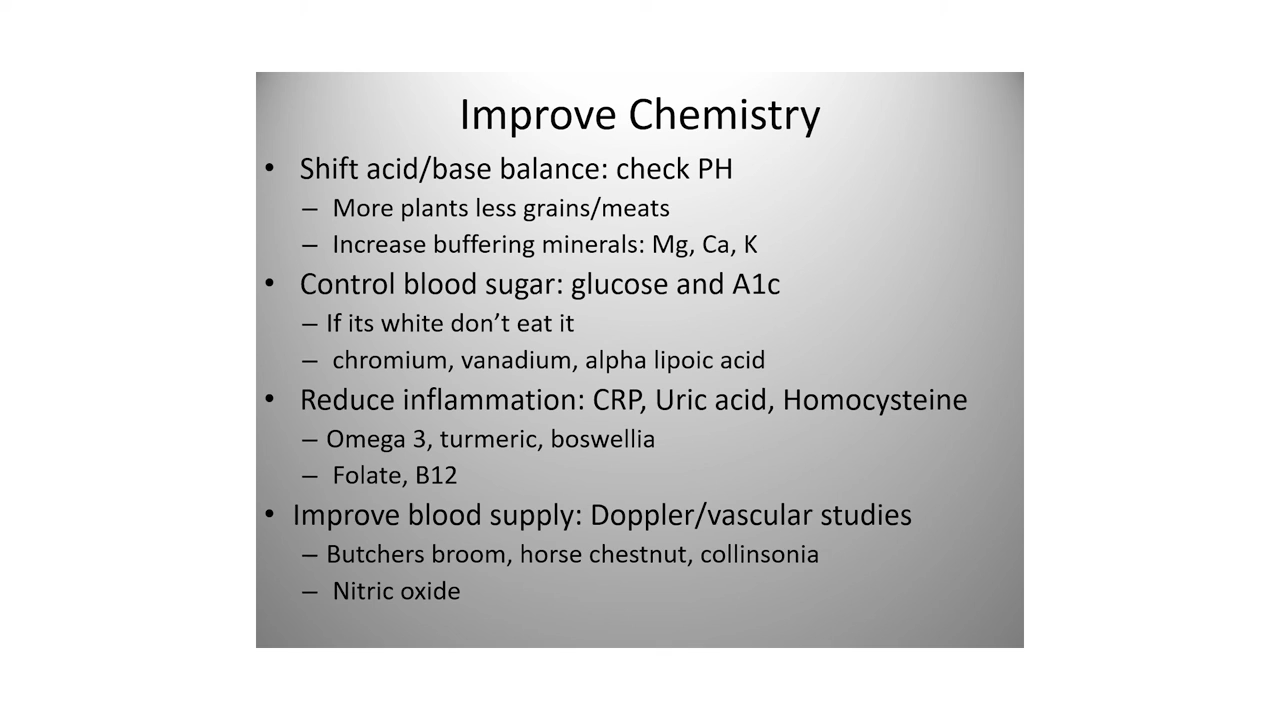 Improve Chemistry
• Shift acid/base balance: check PH
– More plants less grains/meats
– Increase buffering minerals: Mg, Ca, K
• Control blood sugar: glucose and A1c
– If its white don’t eat it
– chromium, vanadium, alpha lipoic acid
• Reduce inflammation: CRP, Uric acid, Homocysteine
– Omega 3, turmeric, boswellia
– Folate, B12
• Improve blood supply: Doppler/vascular studies
– Butchers broom, horse chestnut, collinsonia
– Nitric oxide